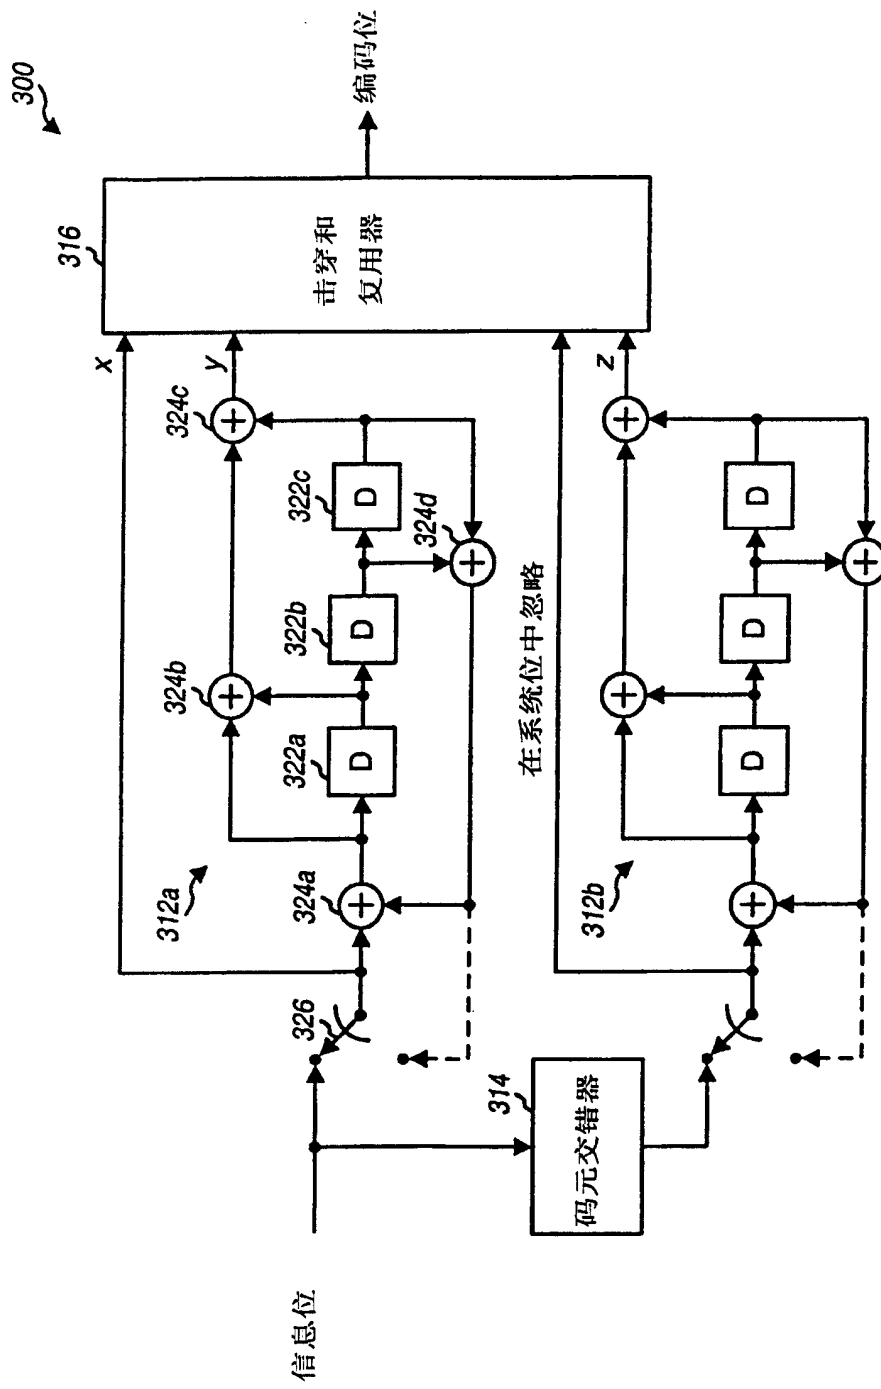 300
316
击穿和
复用器
编码位
x
y
z
324c
322c
324d
324b
322b
322a
D
D
D
312a
324a
326
信息位
在系统位中忽略
314
码元交错器
312b
D
D
D
+
+
+
+
+
+
+
+